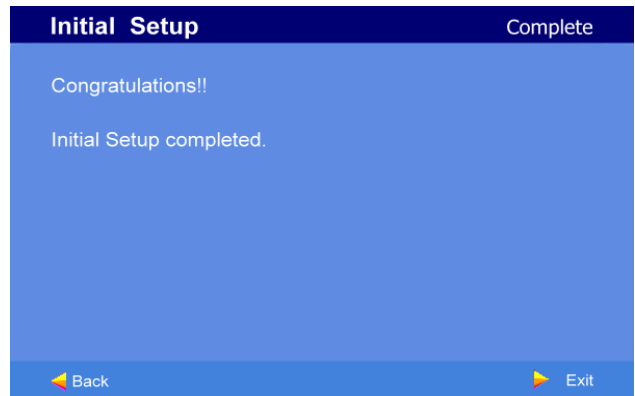 Initial Setup Complete
Congratulations!!
Initial Setup completed.
Back Exit